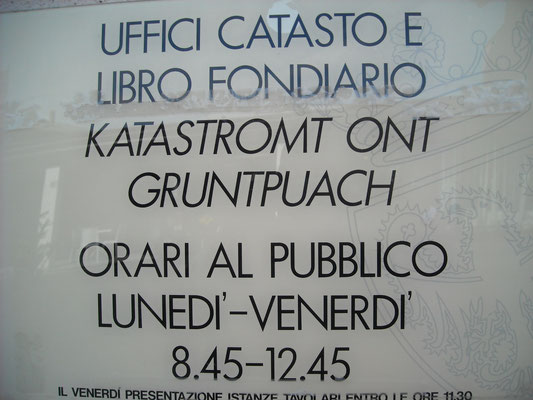 UFFICI CATASTO E
LIBRO FONDIARIO
KATASTROMT ONT
GRUNTPUACH
ORARI AL PUBBLICO
LUNEDI'-VENERDI'
8.45-12.45
IL VENERDÍ PRESENTAZIONE ISTANZE TAVOLARI ENTRO LE ORE 11.30